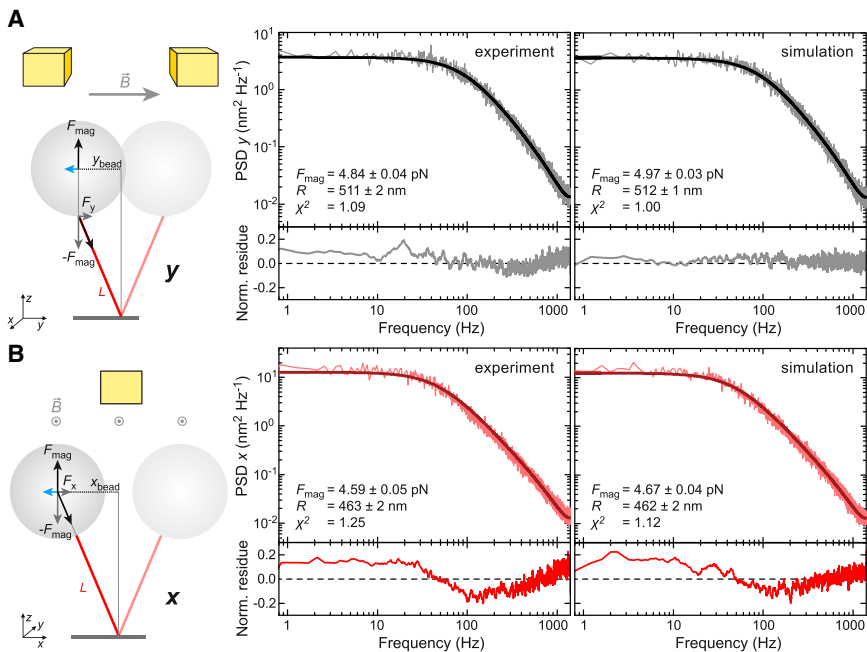 A
B⃗
F_mag
y_bead
F_y
-F_mag
L
y
z
x
y
experiment
PSD y (nm² Hz⁻¹)
10¹
10⁰
10⁻¹
10⁻²
F_mag = 4.84 ± 0.04 pN
R = 511 ± 2 nm
χ² = 1.09
simulation
F_mag = 4.97 ± 0.03 pN
R = 512 ± 1 nm
χ² = 1.00
Norm. residue
0.2
0.0
-0.2
1 10 100 1000
Frequency (Hz)
1 10 100 1000
Frequency (Hz)
B
B⃗
F_mag
F_x
x_bead
-F_mag
L
x
z
y
x
experiment
PSD x (nm² Hz⁻¹)
10¹
10⁰
10⁻¹
10⁻²
F_mag = 4.59 ± 0.05 pN
R = 463 ± 2 nm
χ² = 1.25
simulation
F_mag = 4.67 ± 0.04 pN
R = 462 ± 2 nm
χ² = 1.12
Norm. residue
0.2
0.0
-0.2
1 10 100 1000
Frequency (Hz)
1 10 100 1000
Frequency (Hz)